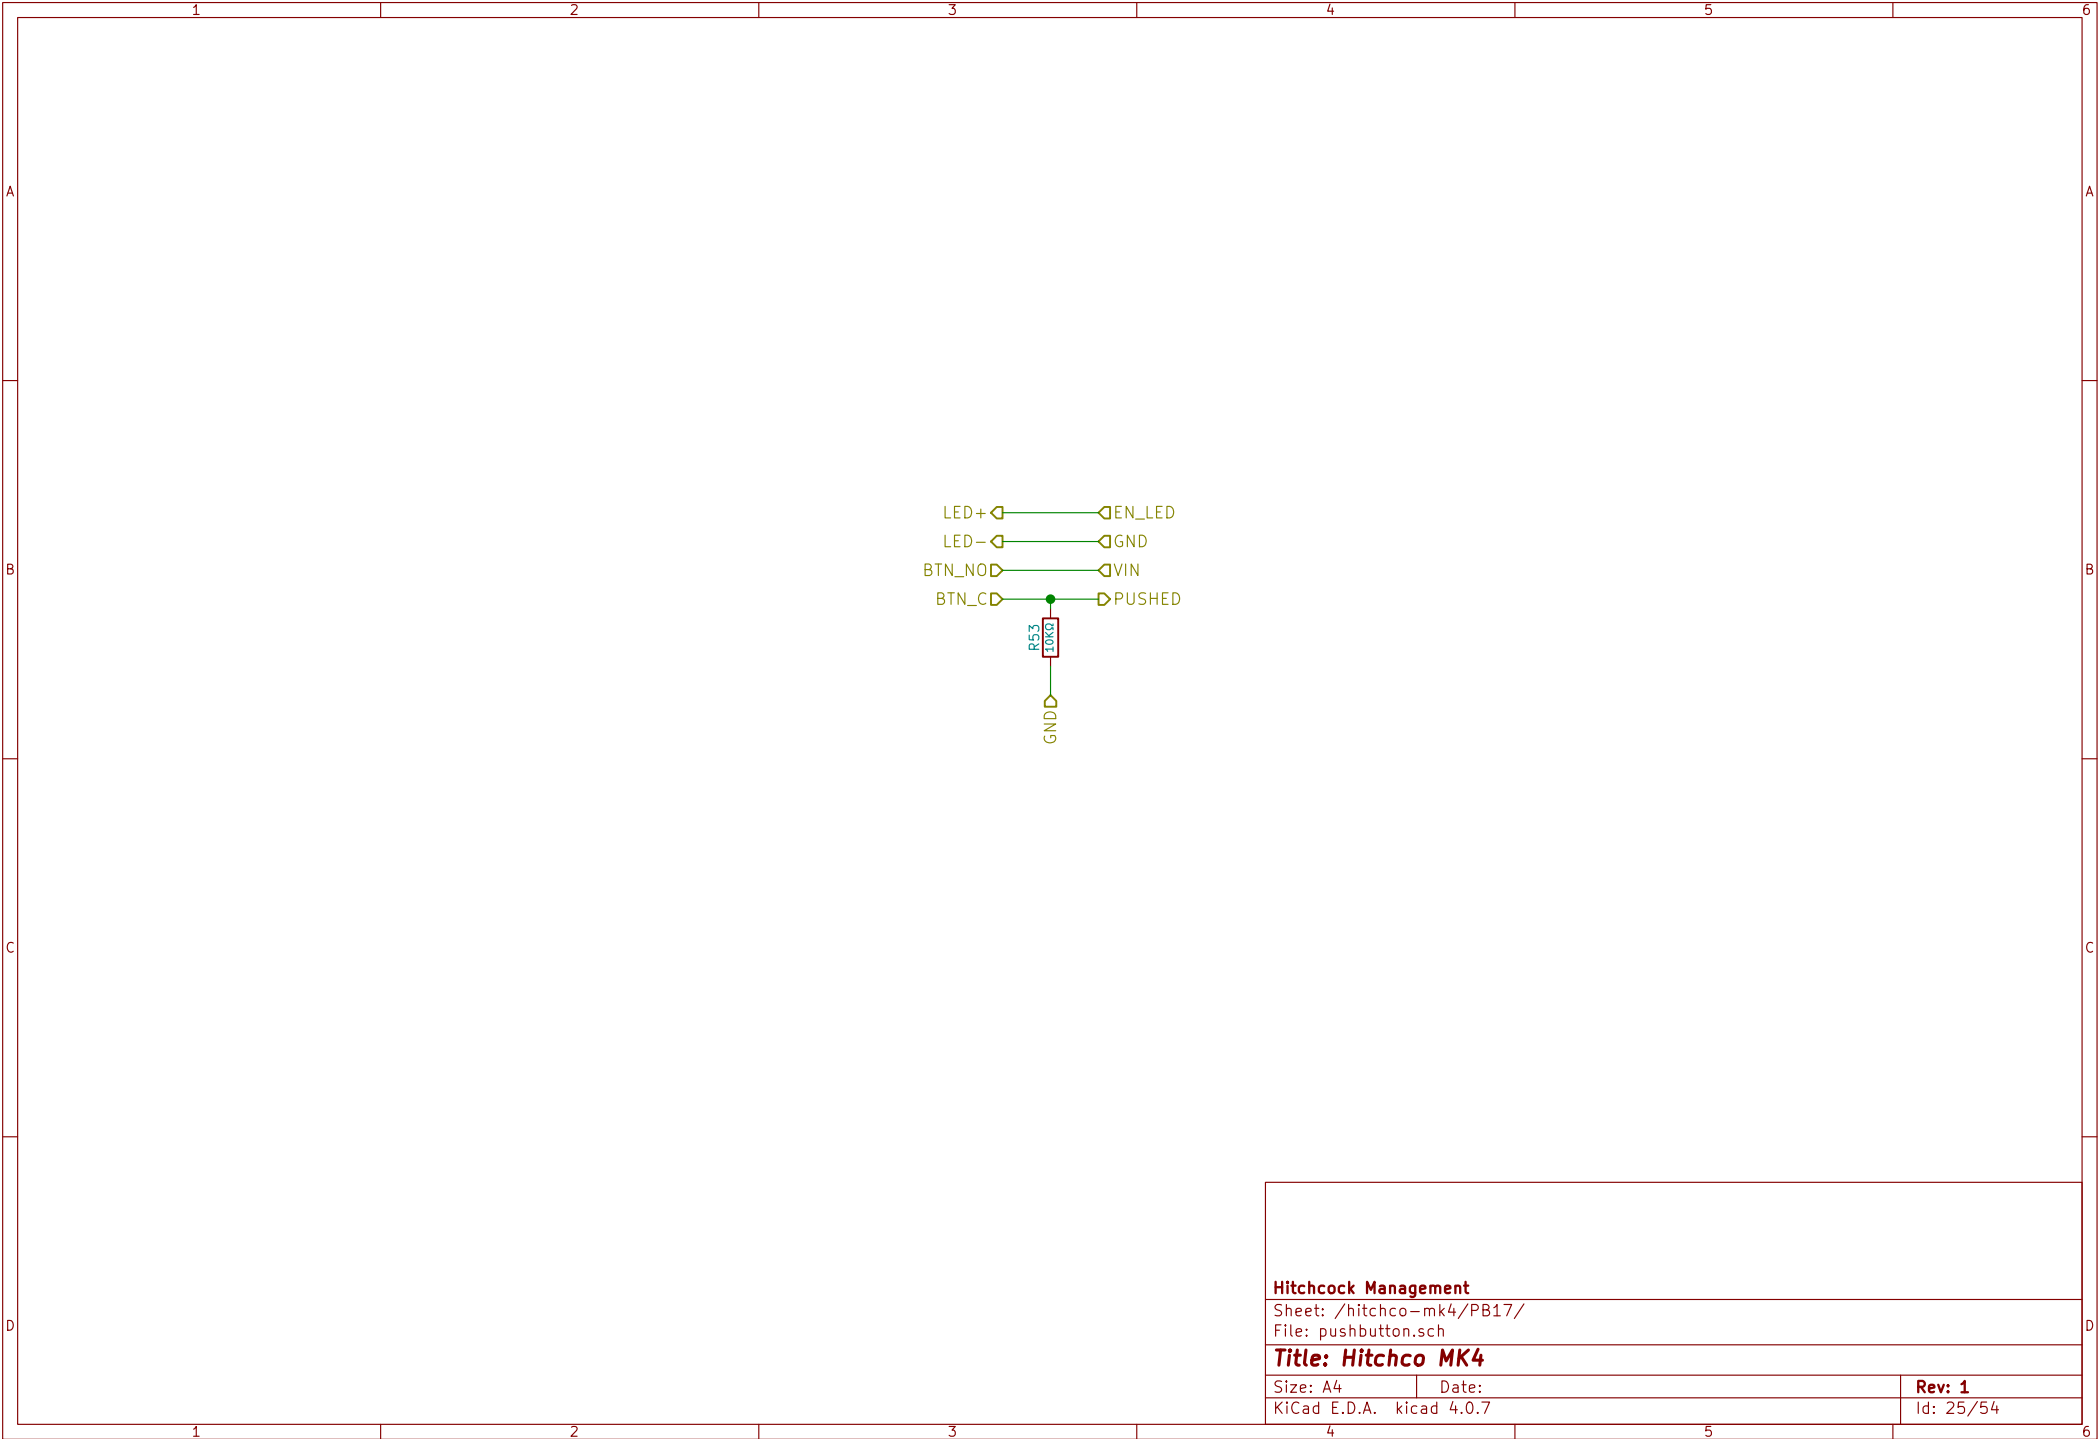 1 2 3 4 5 6
A A
LED+ EN_LED
LED- GND
B B
BTN_NO VIN
BTN_C PUSHED
R53
10KΩ
GND
C C
Hitchcock Management
Sheet: /hitchco-mk4/PB17/
D D
File: pushbutton.sch
Title: Hitchco MK4
Size: A4 Date: Rev: 1
KiCad E.D.A. kicad 4.0.7 Id: 25/54
1 2 3 4 5 6